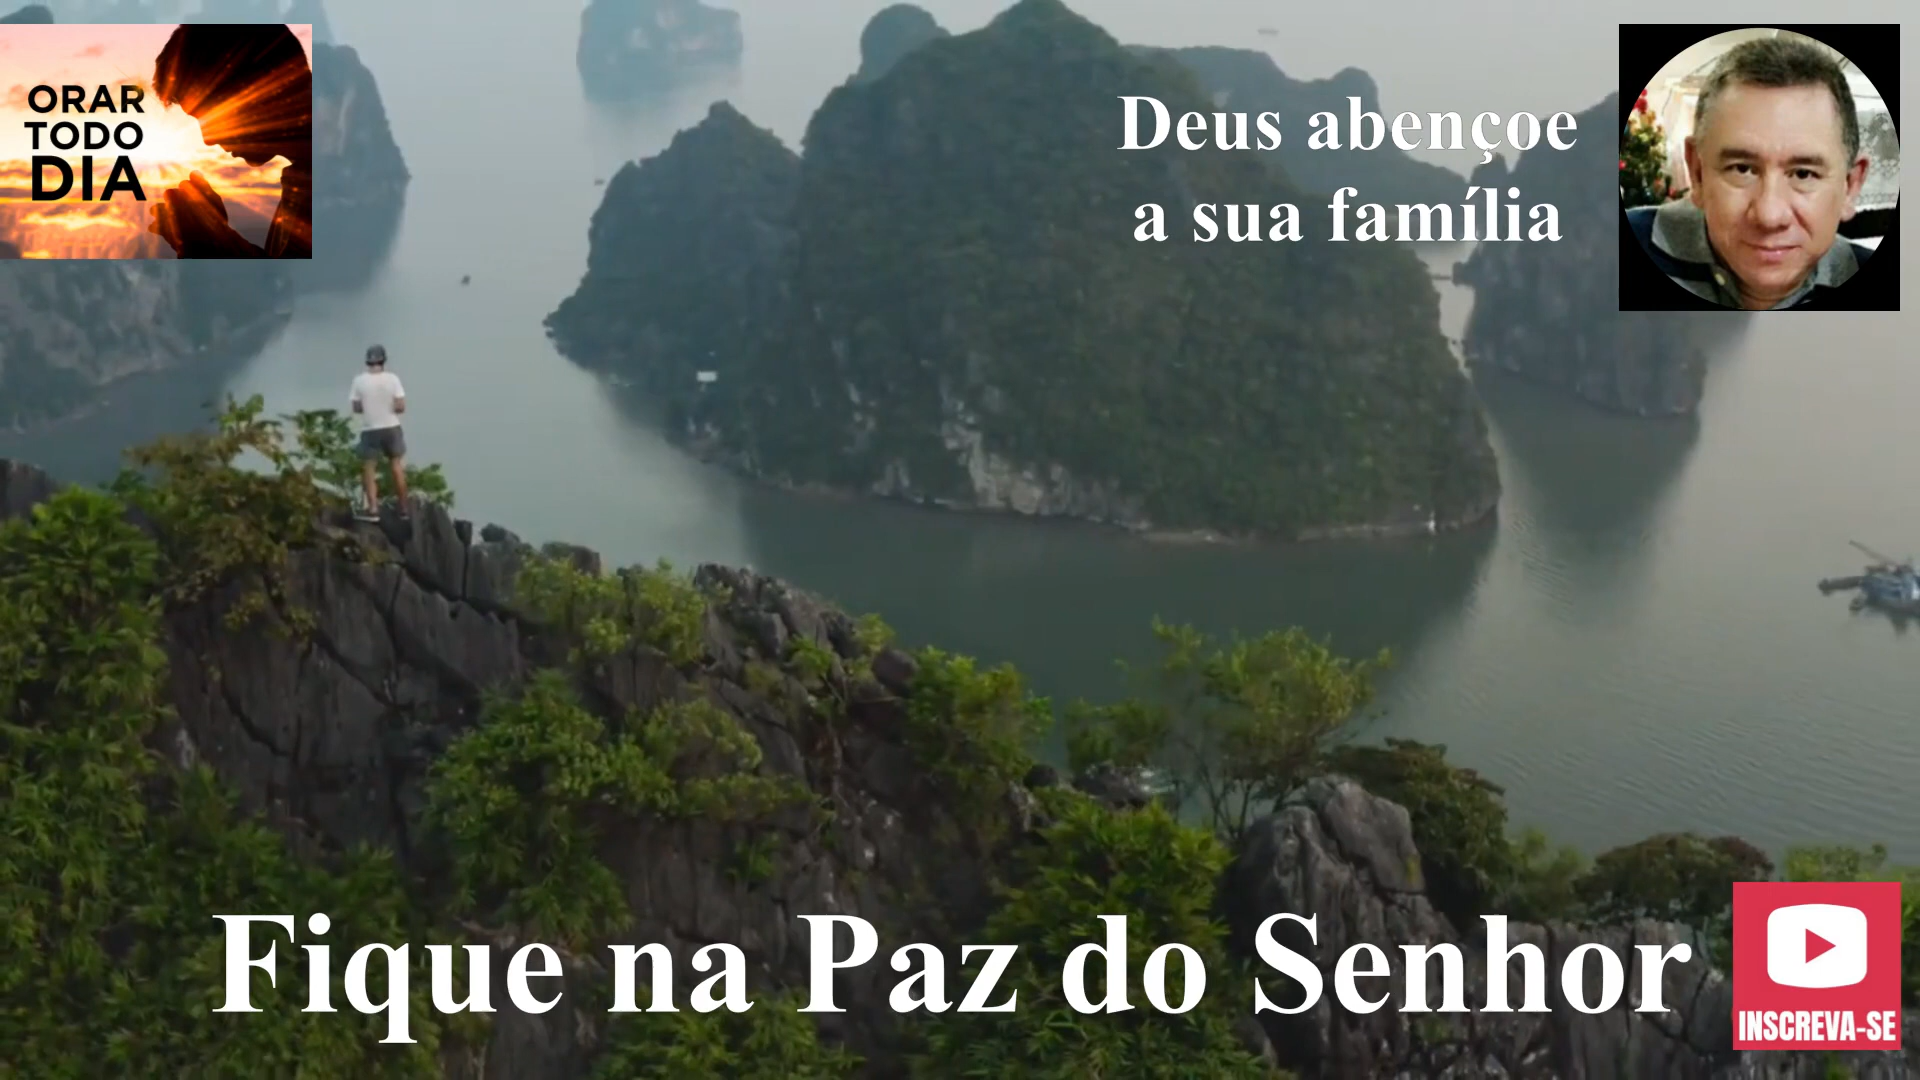 ORAR
TODO
DIA
Deus abençoe
a sua família
Fique na Paz do Senhor
INSCREVA-SE